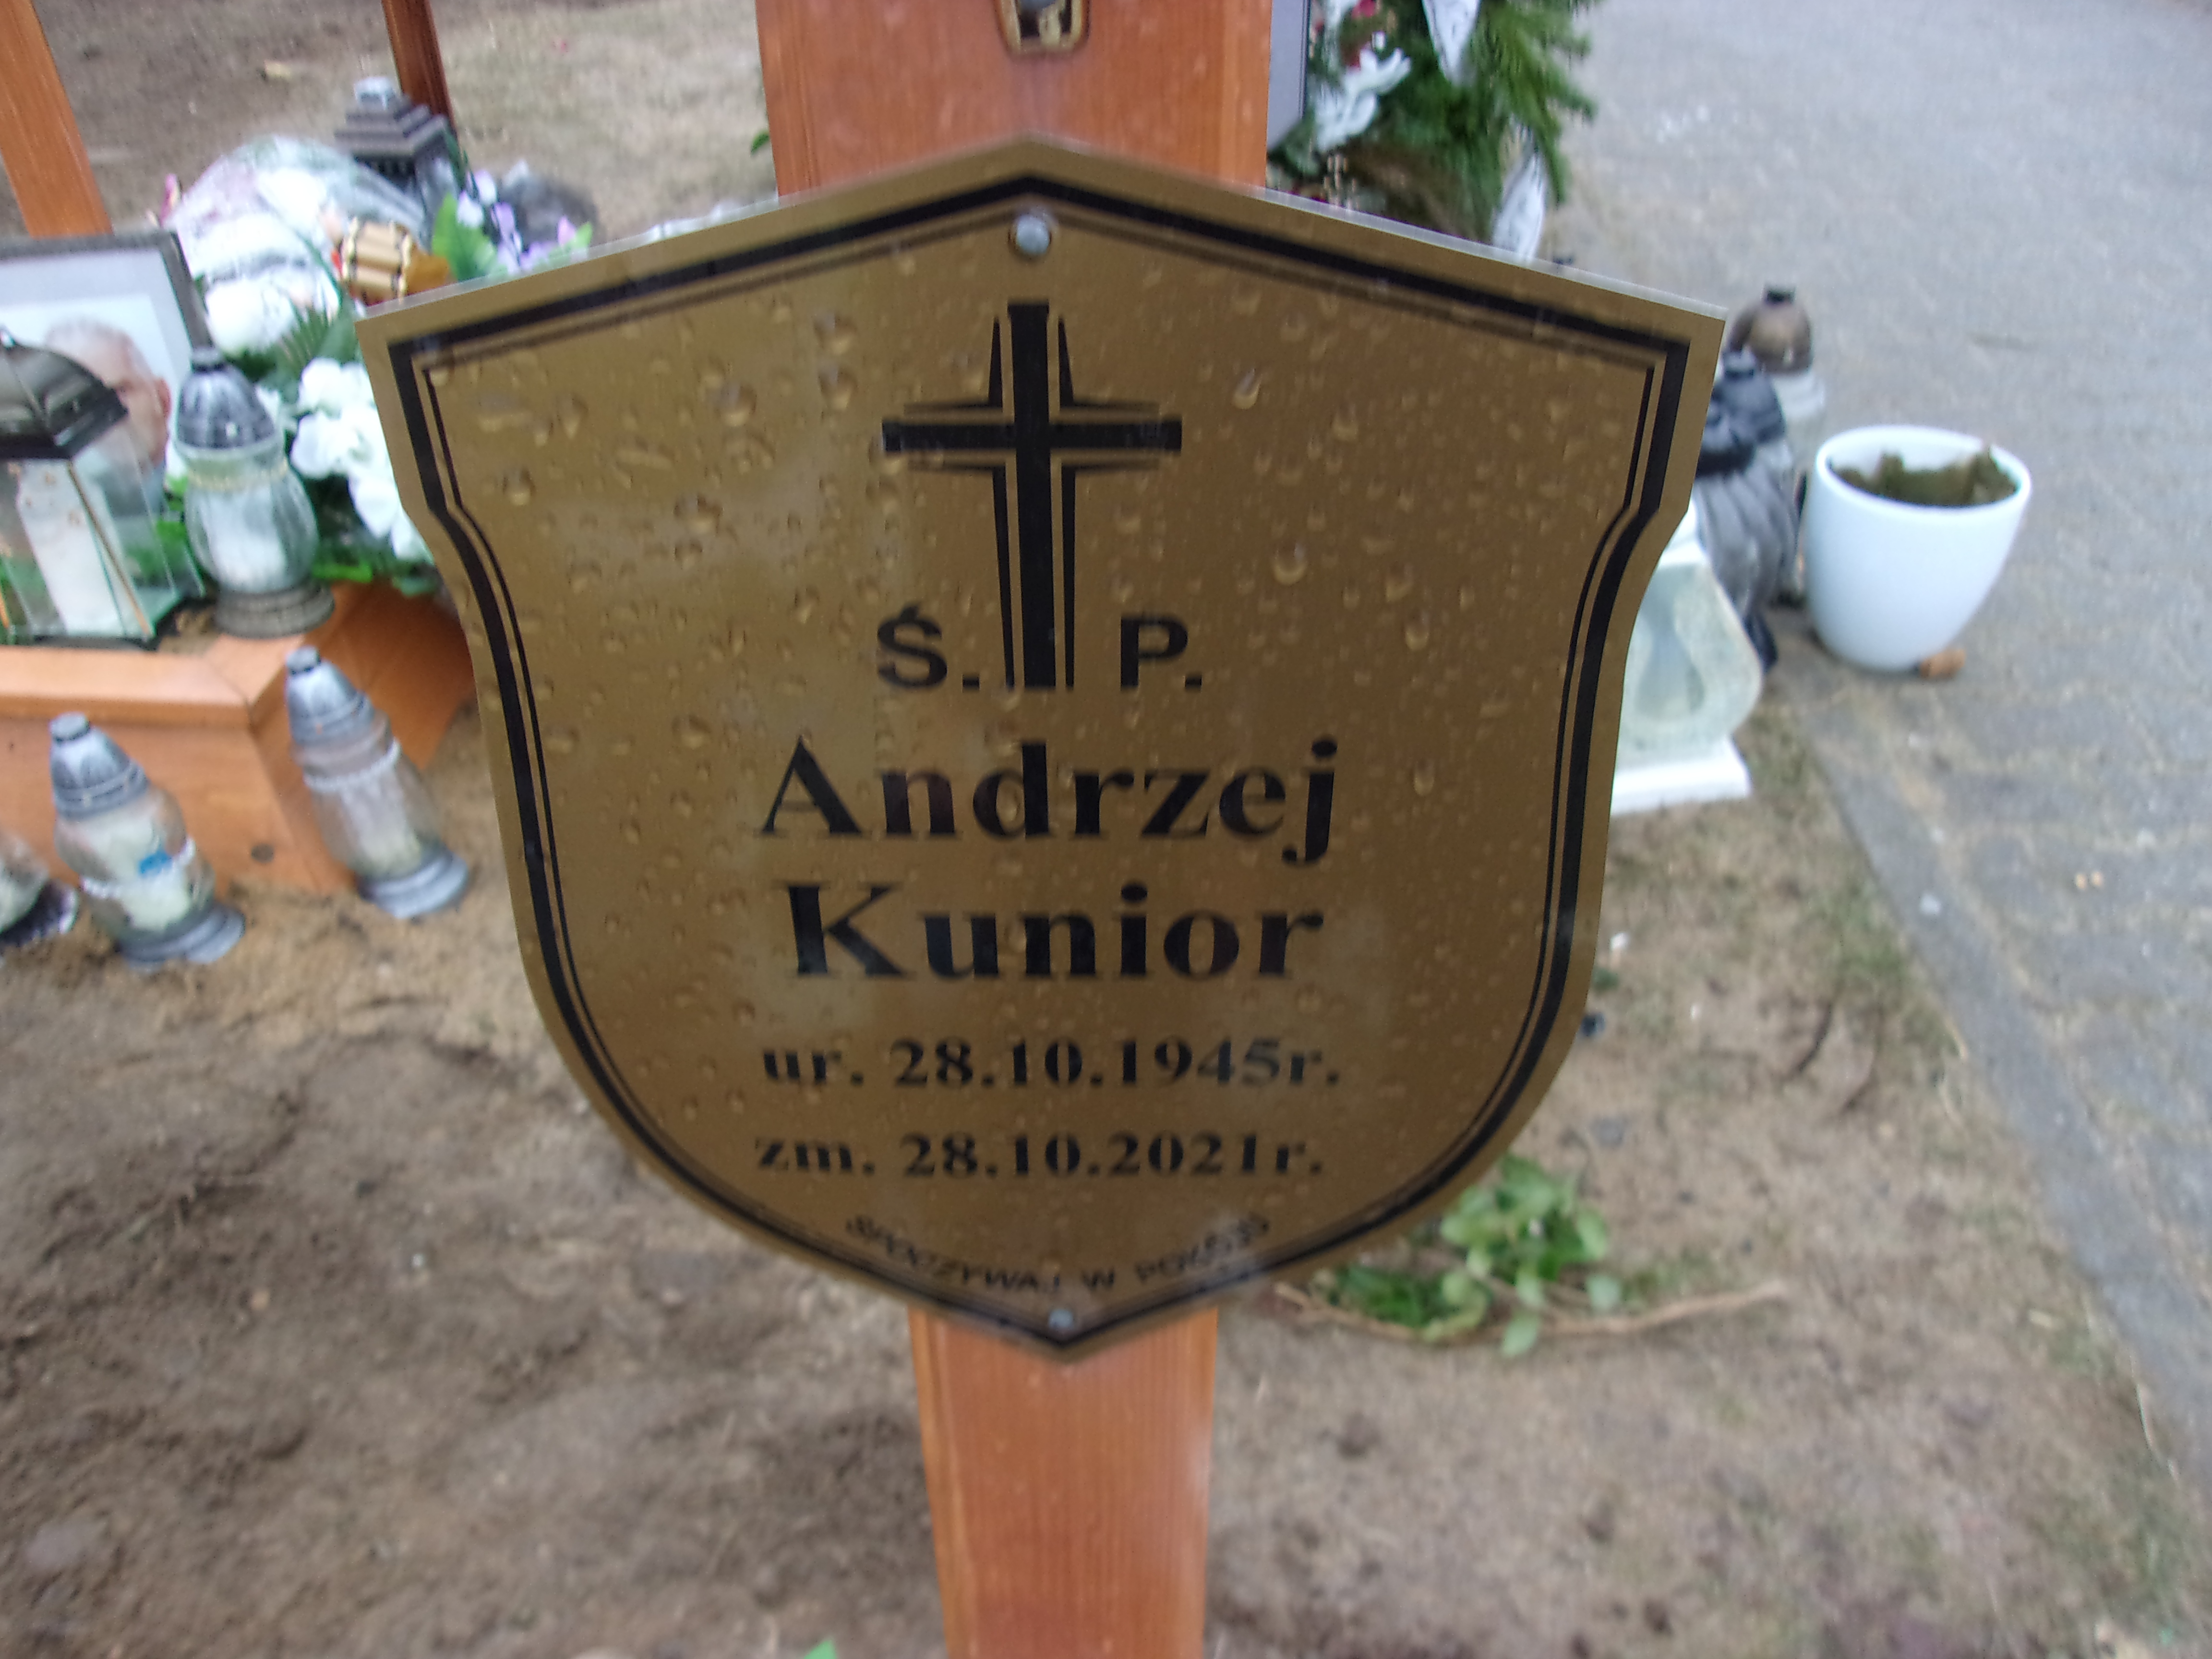 Ś. P.
Andrzej
Kunior
ur. 28.10.1945r.
zm. 28.10.2021r.
SPOCZYWAJ W POKOJU